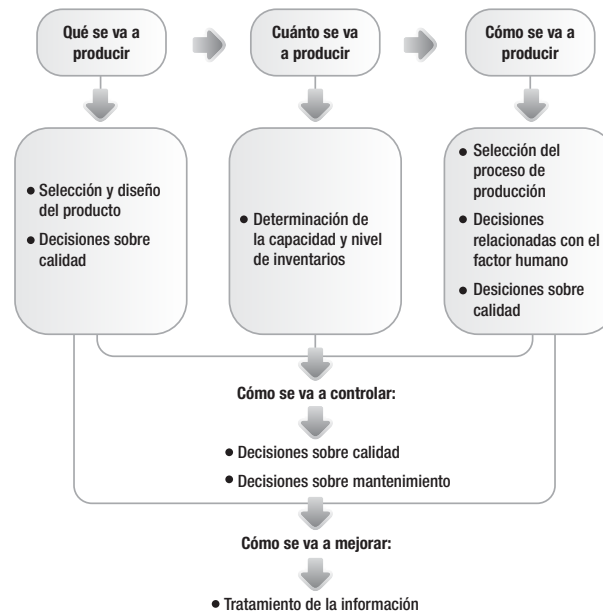 Qué se va a
producir
Cuánto se va
a producir
Cómo se va a
producir
• Selección y diseño
del producto
• Decisiones sobre
calidad
• Determinación de
la capacidad y nivel
de inventarios
• Selección del
proceso de
producción
• Decisiones
relacionadas con el
factor humano
• Desiciones sobre
calidad
Cómo se va a controlar:
• Decisiones sobre calidad
• Decisiones sobre mantenimiento
Cómo se va a mejorar:
• Tratamiento de la información